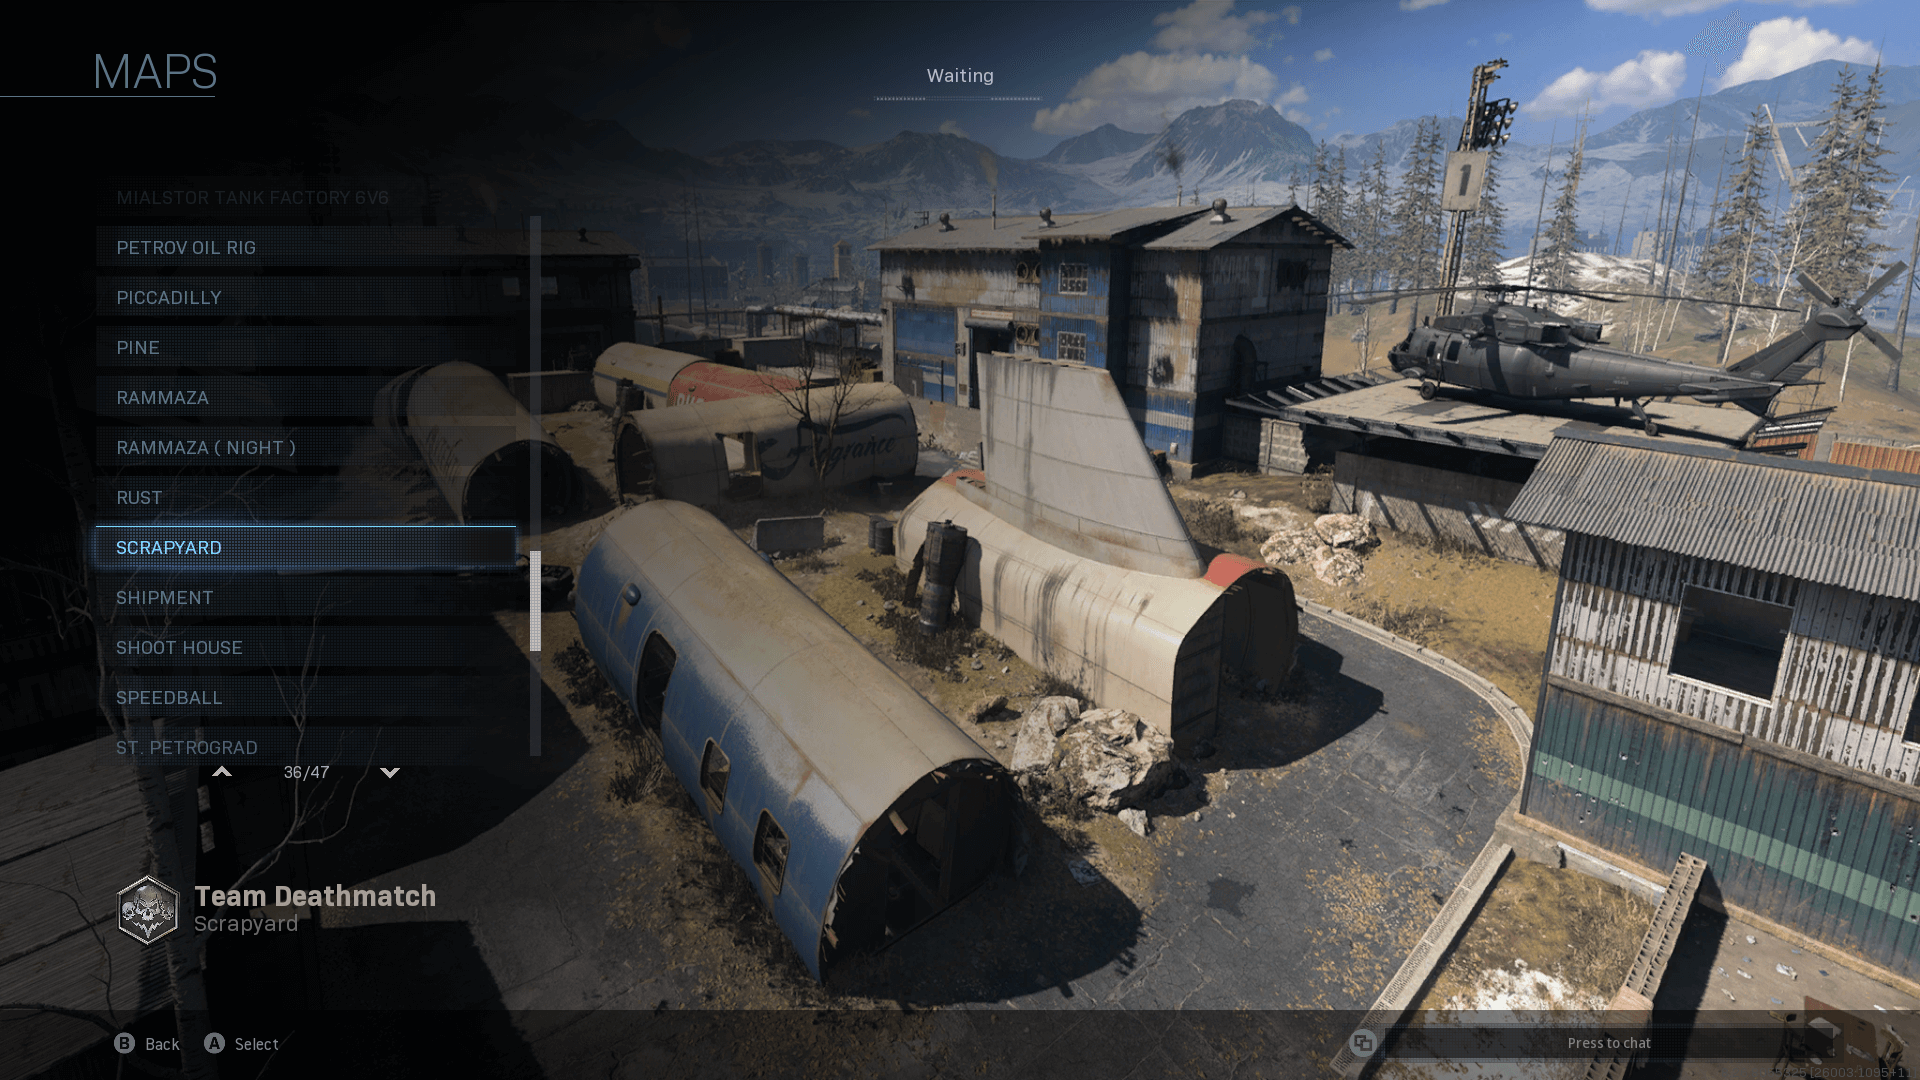 MAPS
Waiting
MIALSTOR TANK FACTORY 6V6
PETROV OIL RIG
PICCADILLY
PINE
RAMMAZA
RAMMAZA ( NIGHT )
RUST
SCRAPYARD
SHIPMENT
SHOOT HOUSE
SPEEDBALL
ST. PETROGRAD
36/47
1
Team Deathmatch
Scrapyard
B Back
A Select
Press to chat